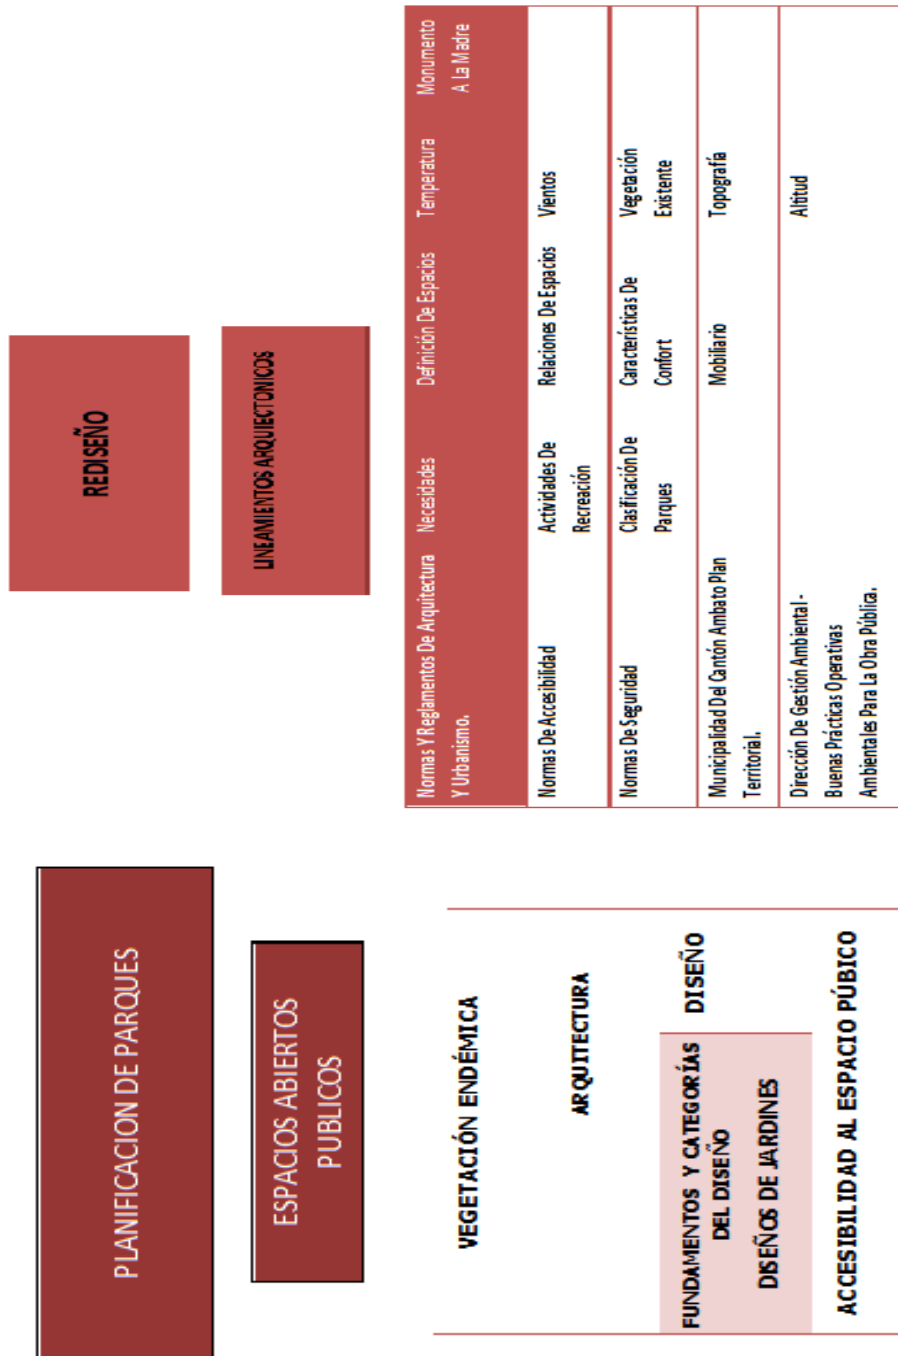 PLANIFICACION DE PARQUES
ESPACIOS ABIERTOS
PUBLICOS
VEGETACIÓN ENDÉMICA
ARQUITECTURA
FUNDAMENTOS Y CATEGORÍAS
DEL DISEÑO
DISEÑOS DE JARDINES
DISEÑO
ACCESIBILIDAD AL ESPACIO PÚBICO
REDISEÑO
LINEAMIENTOS ARQUIECTONICOS
Normas Y Reglamentos De Arquitectura
Y Urbanismo.
Necesidades
Definición De Espacios
Temperatura
Monumento
A La Madre
Normas De Accesibilidad
Actividades De
Recreación
Relaciones De Espacios
Vientos
Normas De Seguridad
Clasificación De
Parques
Características De
Confort
Vegetación
Existente
Municipalidad Del Cantón Ambato Plan
Territorial.
Mobiliario
Topografía
Dirección De Gestión Ambiental -
Buenas Prácticas Operativas
Ambientales Para La Obra Pública.
Altitud